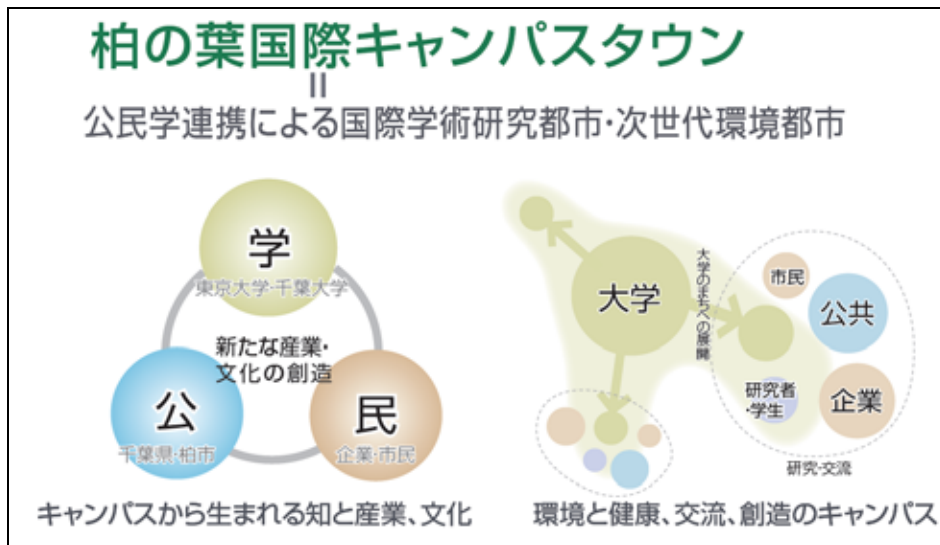 柏の葉国際キャンパスタウン
=
公民学連携による国際学術研究都市・次世代環境都市
学
東京大学・千葉大学
新たな産業・
文化の創造
公
千葉県・柏市
民
企業・市民
キャンパスから生まれる知と産業、文化
大学
大学のまちへの展開
市民
公共
研究者
・学生
企業
研究・交流
環境と健康、交流、創造のキャンパス